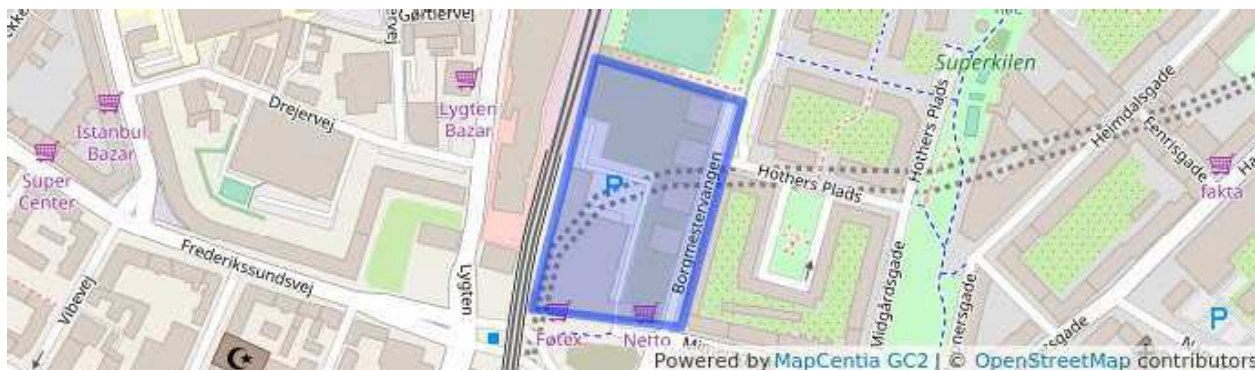 Gørtlervej
Superkilen
Istanbul
Bazar
Drejervej
Lygten
Bazar
Super
Center
P
Hothers Plads
Hothers Plads
Heimdalsgade
Fenrisgade
fakta
Borgmestervangen
Frederikssundsvej
Vibevej
Lygten
Midgårdsgade
Føtex
Netto
P
Powered by MapCentia GC2 | © OpenStreetMap contributors